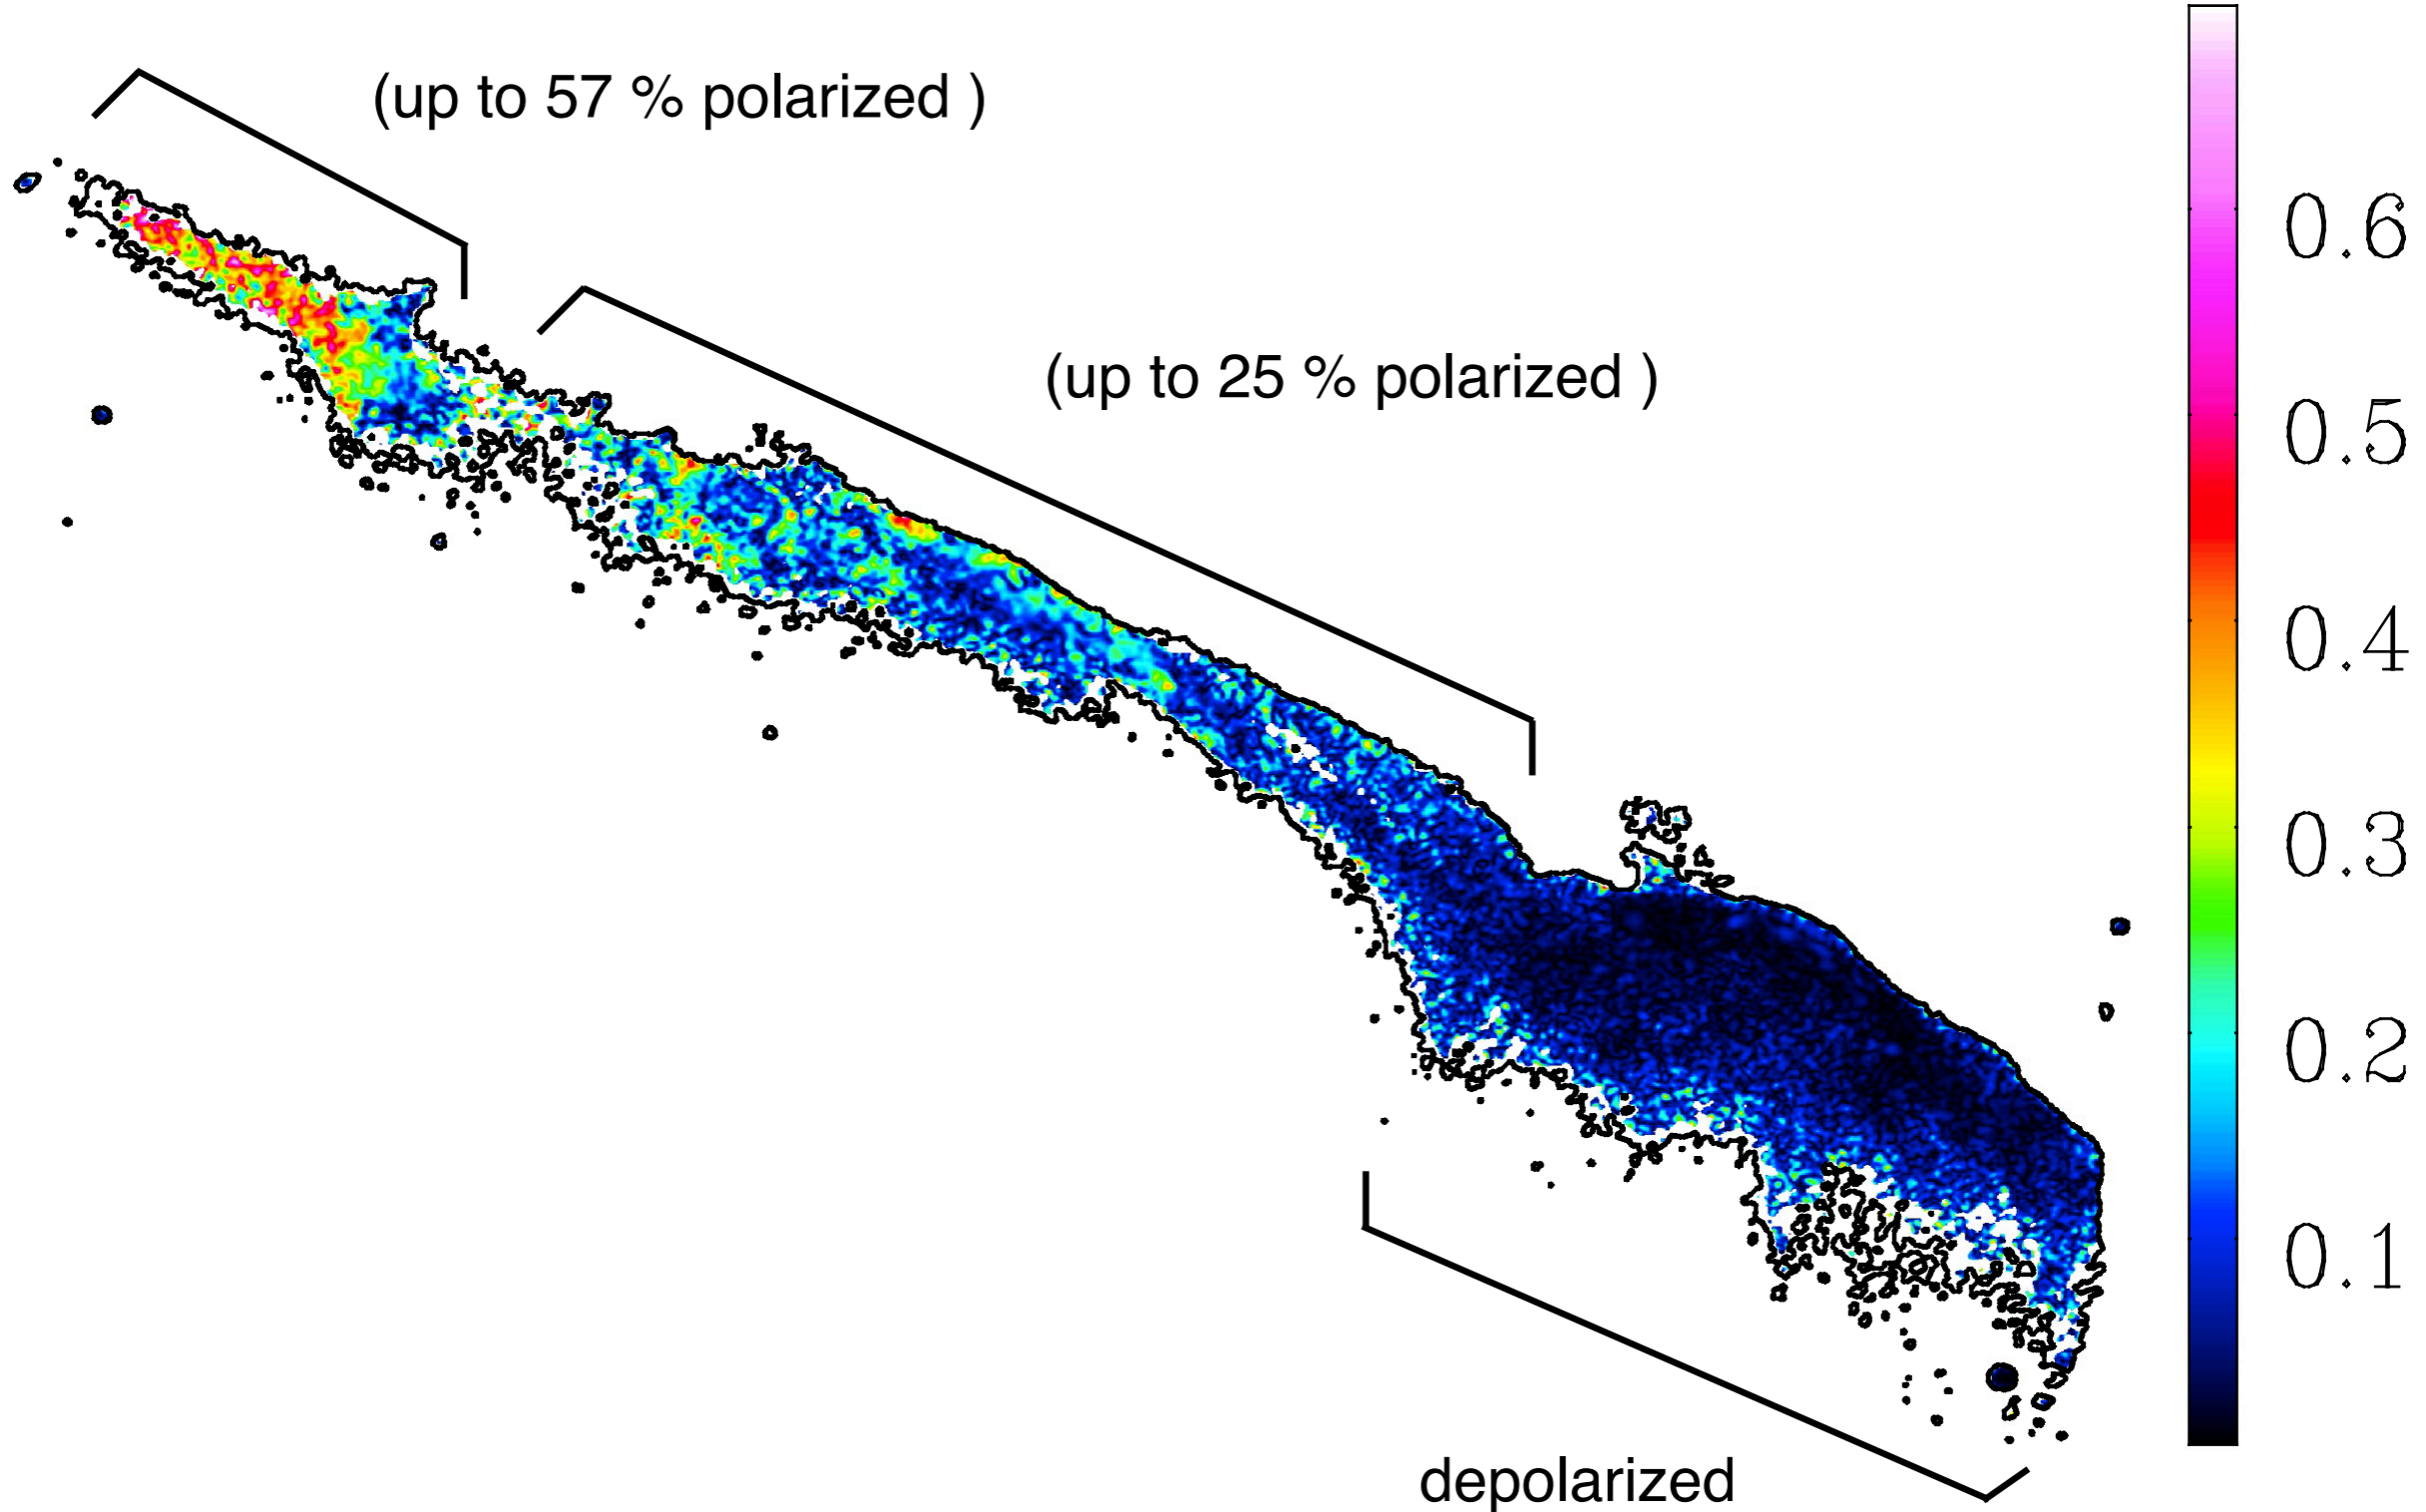 (up to 57 % polarized )
(up to 25 % polarized )
0.6
0.5
0.4
0.3
0.2
0.1
depolarized